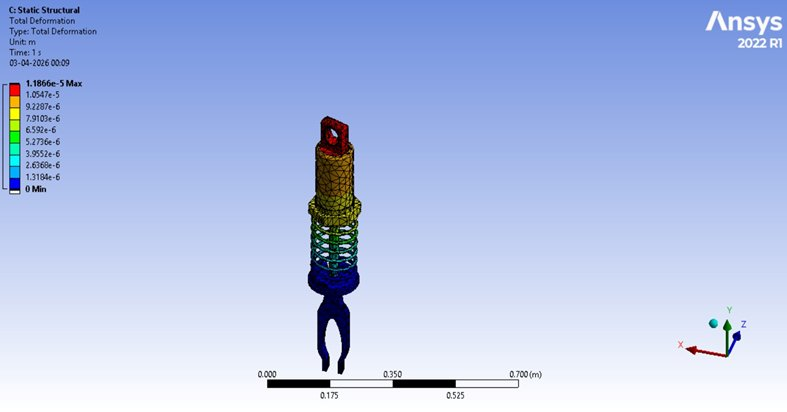 C: Static Structural
Total Deformation
Type: Total Deformation
Unit: m
Time: 1 s
03-04-2026 00:09
1.1866e-5 Max
1.0547e-5
9.2287e-6
7.9103e-6
6.592e-6
5.2736e-6
3.9552e-6
2.6368e-6
1.3184e-6
0 Min
Ansys
2022 R1
Y
Z
X
0.000
0.350
0.700 (m)
0.175
0.525